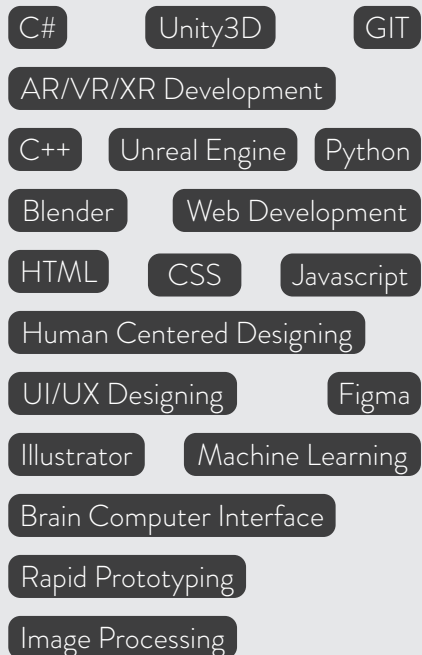 C# Unity3D GIT
AR/VR/XR Development
C++ Unreal Engine Python
Blender Web Development
HTML CSS Javascript
Human Centered Designing
UI/UX Designing Figma
Illustrator Machine Learning
Brain Computer Interface
Rapid Prototyping
Image Processing